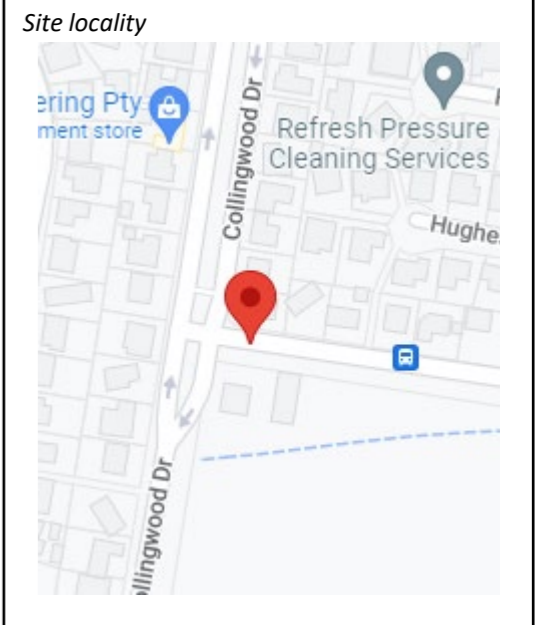 Site locality
ering Pty
ment store
Collingwood Dr
Refresh Pressure
Cleaning Services
Hughe
ollingwood Dr